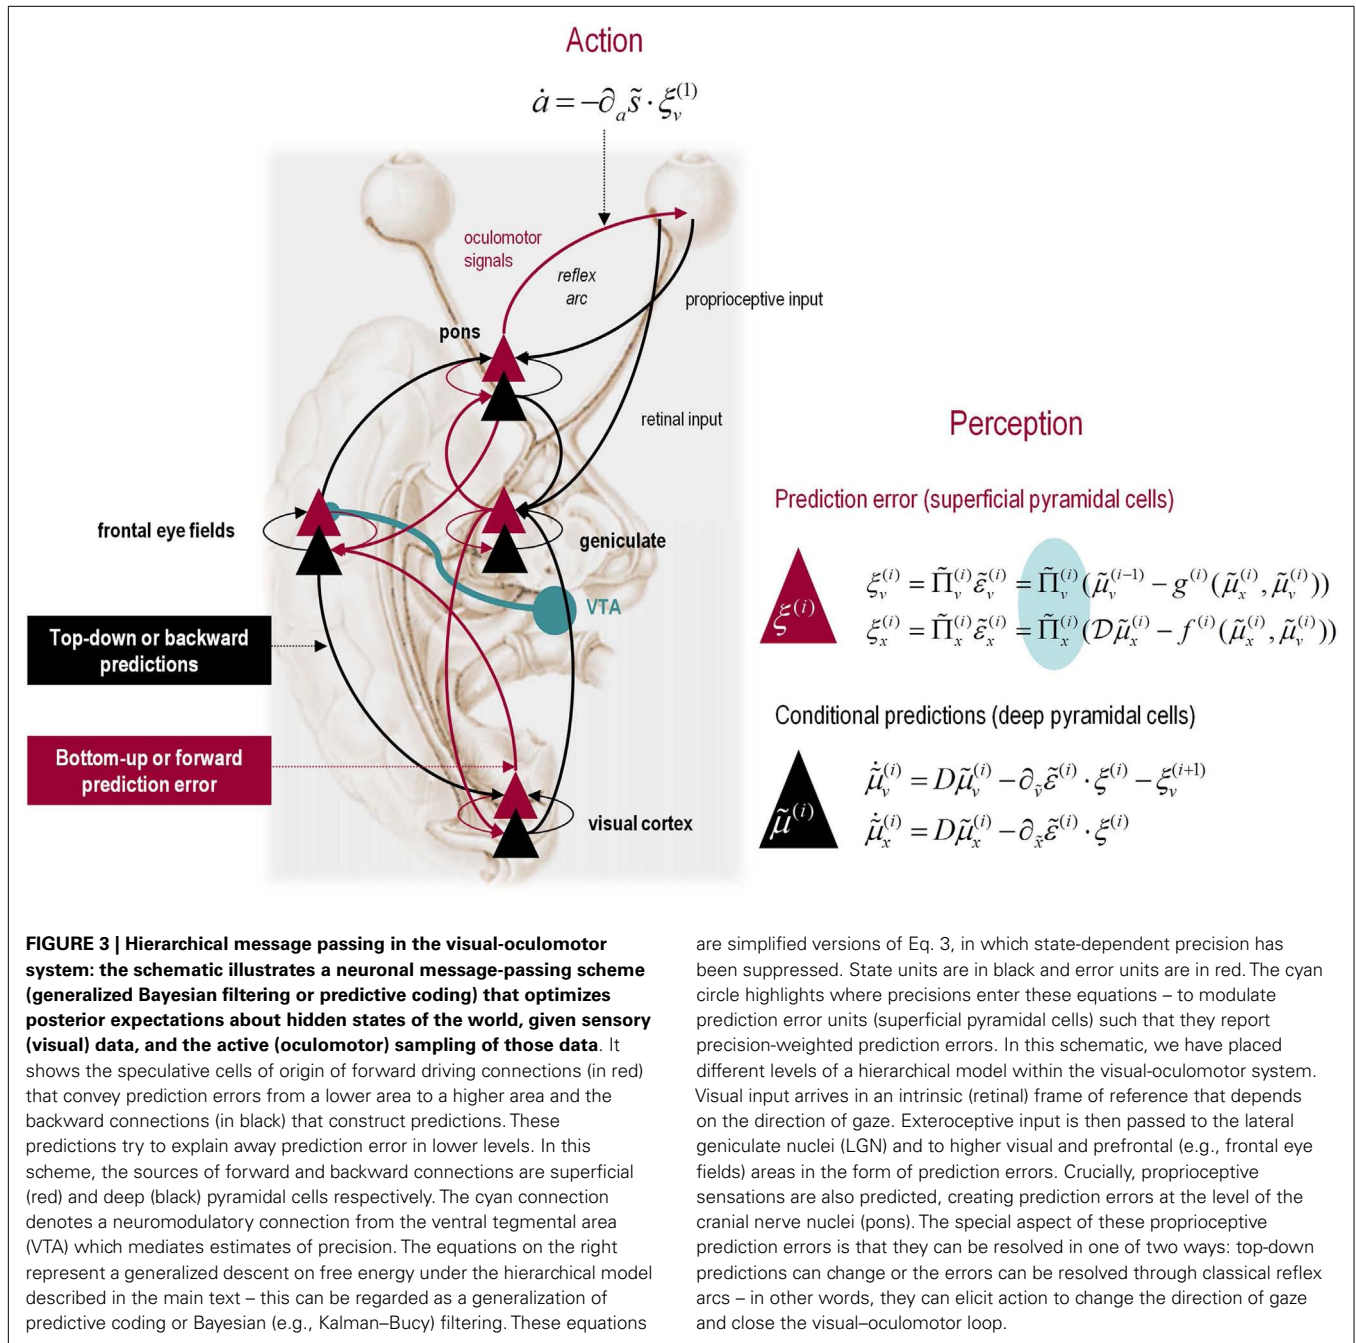 Action
ȧ = −∂ₐs̃ · ξᵥ⁽¹⁾
oculomotor
signals
reflex
arc
proprioceptive input
pons
retinal input
Perception
Prediction error (superficial pyramidal cells)
ξ⁽ⁱ⁾
ξᵥ⁽ⁱ⁾ = Π̃ᵥ⁽ⁱ⁾ε̃ᵥ⁽ⁱ⁾ = Π̃ᵥ⁽ⁱ⁾(μ̃ᵥ⁽ⁱ⁻¹⁾ − g⁽ⁱ⁾(μ̃ₓ⁽ⁱ⁾, μ̃ᵥ⁽ⁱ⁾))
ξₓ⁽ⁱ⁾ = Π̃ₓ⁽ⁱ⁾ε̃ₓ⁽ⁱ⁾ = Π̃ₓ⁽ⁱ⁾(𝒟μ̃ₓ⁽ⁱ⁾ − f⁽ⁱ⁾(μ̃ₓ⁽ⁱ⁾, μ̃ᵥ⁽ⁱ⁾))
frontal eye fields
geniculate
VTA
Top-down or backward
predictions
Conditional predictions (deep pyramidal cells)
μ̃⁽ⁱ⁾
μ̃̇ᵥ⁽ⁱ⁾ = Dμ̃ᵥ⁽ⁱ⁾ − ∂ᵥ̃ε̃⁽ⁱ⁾ · ξ⁽ⁱ⁾ − ξᵥ⁽ⁱ⁺¹⁾
μ̃̇ₓ⁽ⁱ⁾ = Dμ̃ₓ⁽ⁱ⁾ − ∂ₓ̃ε̃⁽ⁱ⁾ · ξ⁽ⁱ⁾
Bottom-up or forward
prediction error
visual cortex
FIGURE 3 | Hierarchical message passing in the visual-oculomotor
system: the schematic illustrates a neuronal message-passing scheme
(generalized Bayesian filtering or predictive coding) that optimizes
posterior expectations about hidden states of the world, given sensory
(visual) data, and the active (oculomotor) sampling of those data. It
shows the speculative cells of origin of forward driving connections (in red)
that convey prediction errors from a lower area to a higher area and the
backward connections (in black) that construct predictions. These
predictions try to explain away prediction error in lower levels. In this
scheme, the sources of forward and backward connections are superficial
(red) and deep (black) pyramidal cells respectively. The cyan connection
denotes a neuromodulatory connection from the ventral tegmental area
(VTA) which mediates estimates of precision. The equations on the right
represent a generalized descent on free energy under the hierarchical model
described in the main text – this can be regarded as a generalization of
predictive coding or Bayesian (e.g., Kalman–Bucy) filtering. These equations
are simplified versions of Eq. 3, in which state-dependent precision has
been suppressed. State units are in black and error units are in red. The cyan
circle highlights where precisions enter these equations – to modulate
prediction error units (superficial pyramidal cells) such that they report
precision-weighted prediction errors. In this schematic, we have placed
different levels of a hierarchical model within the visual-oculomotor system.
Visual input arrives in an intrinsic (retinal) frame of reference that depends
on the direction of gaze. Exteroceptive input is then passed to the lateral
geniculate nuclei (LGN) and to higher visual and prefrontal (e.g., frontal eye
fields) areas in the form of prediction errors. Crucially, proprioceptive
sensations are also predicted, creating prediction errors at the level of the
cranial nerve nuclei (pons). The special aspect of these proprioceptive
prediction errors is that they can be resolved in one of two ways: top-down
predictions can change or the errors can be resolved through classical reflex
arcs – in other words, they can elicit action to change the direction of gaze
and close the visual–oculomotor loop.